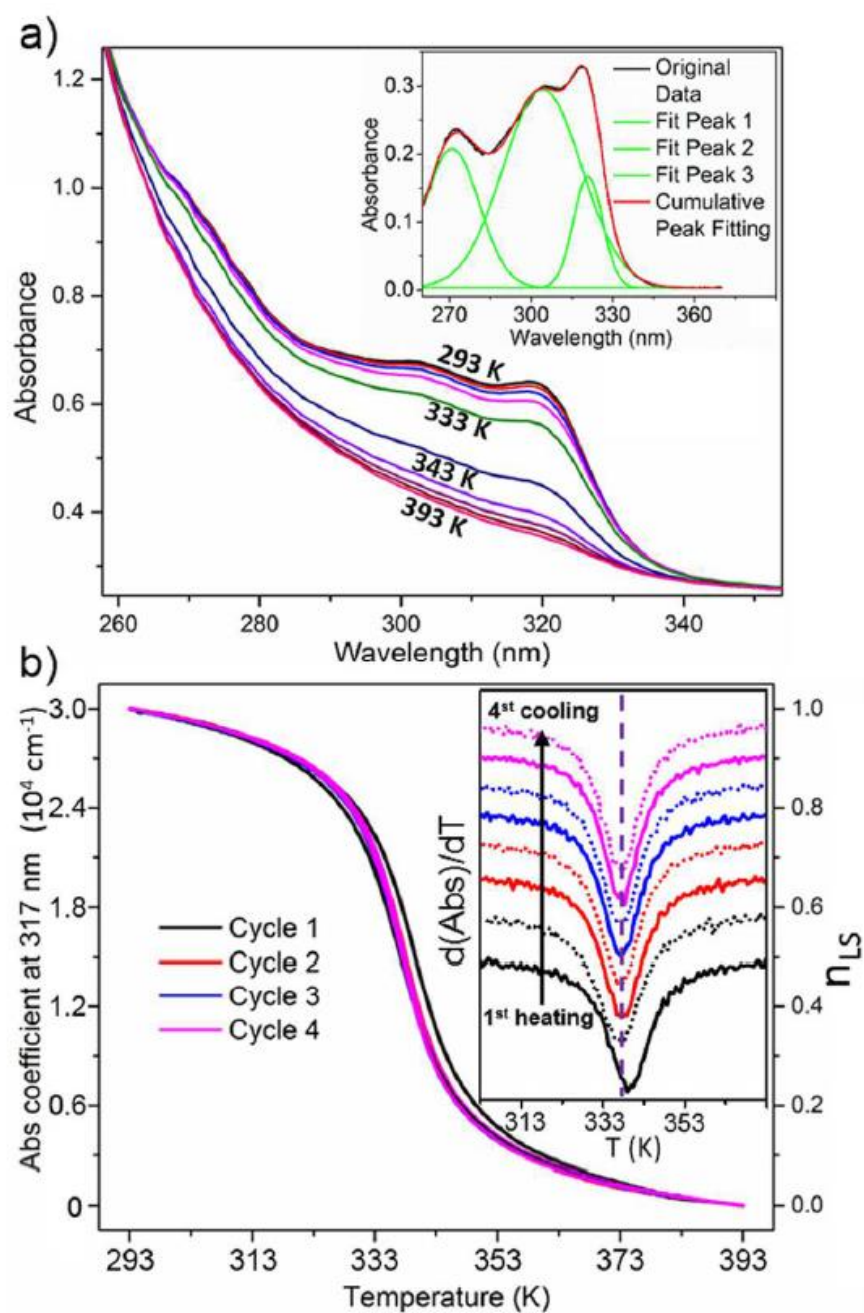 a)
1.2
1.0
0.8
0.6
0.4
Absorbance
260 280 300 320 340
Wavelength (nm)
293 K
333 K
343 K
393 K
0.3
0.2
0.1
0.0
Absorbance
270 300 330 360
Wavelength (nm)
Original
Data
Fit Peak 1
Fit Peak 2
Fit Peak 3
Cumulative
Peak Fitting
b)
3.0
2.4
1.8
1.2
0.6
0
Abs coefficient at 317 nm (10⁴ cm⁻¹)
293 313 333 353 373 393
Temperature (K)
Cycle 1
Cycle 2
Cycle 3
Cycle 4
4ˢᵗ cooling
1ˢᵗ heating
d(Abs)/dT
313 333 353
T (K)
1.0
0.8
0.6
0.4
0.2
0.0
n_LS